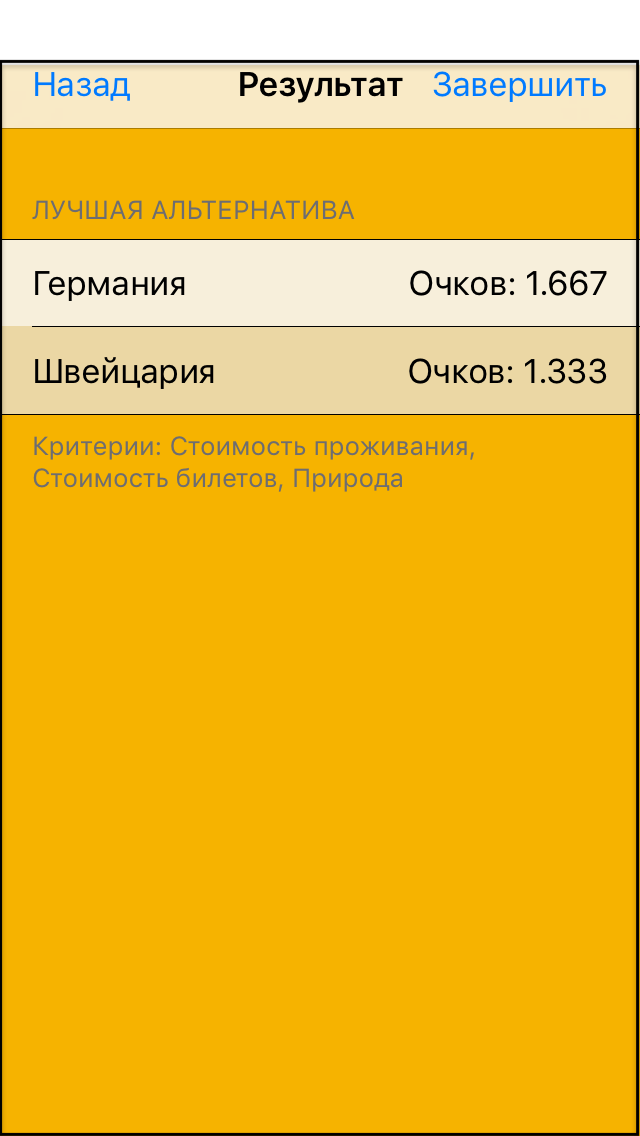 Назад Результат Завершить
ЛУЧШАЯ АЛЬТЕРНАТИВА
Германия Очков: 1.667
Швейцария Очков: 1.333
Критерии: Стоимость проживания,
Стоимость билетов, Природа